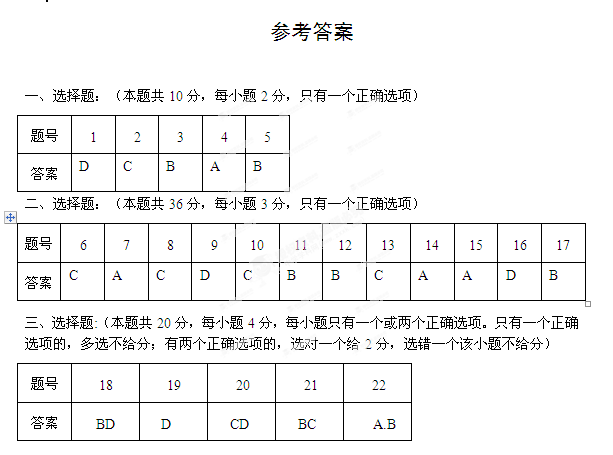 参考答案
一、选择题：（本题共 10 分，每小题 2 分，只有一个正确选项）
题号 1 2 3 4 5
答案 D C B A B
二、选择题：（本题共 36 分，每小题 3 分，只有一个正确选项）
题号 6 7 8 9 10 11 12 13 14 15 16 17
答案 C A C D C B B C A A D B
三、选择题:（本题共 20 分，每小题 4 分，每小题只有一个或两个正确选项。只有一个正确
选项的，多选不给分；有两个正确选项的，选对一个给 2 分，选错一个该小题不给分）
题号 18 19 20 21 22
答案 BD D CD BC A.B